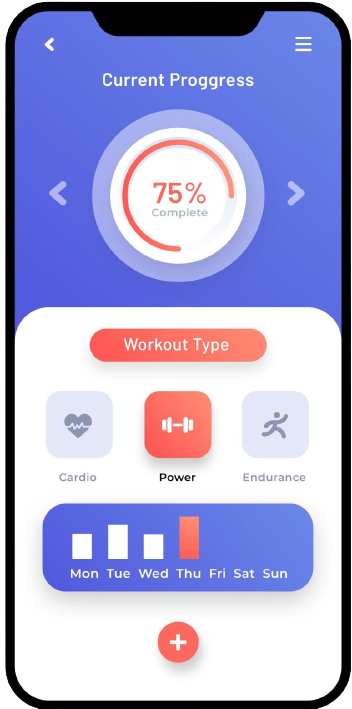 Current Proggress
75%
Complete
Workout Type
Cardio Power Endurance
Mon Tue Wed Thu Fri Sat Sun